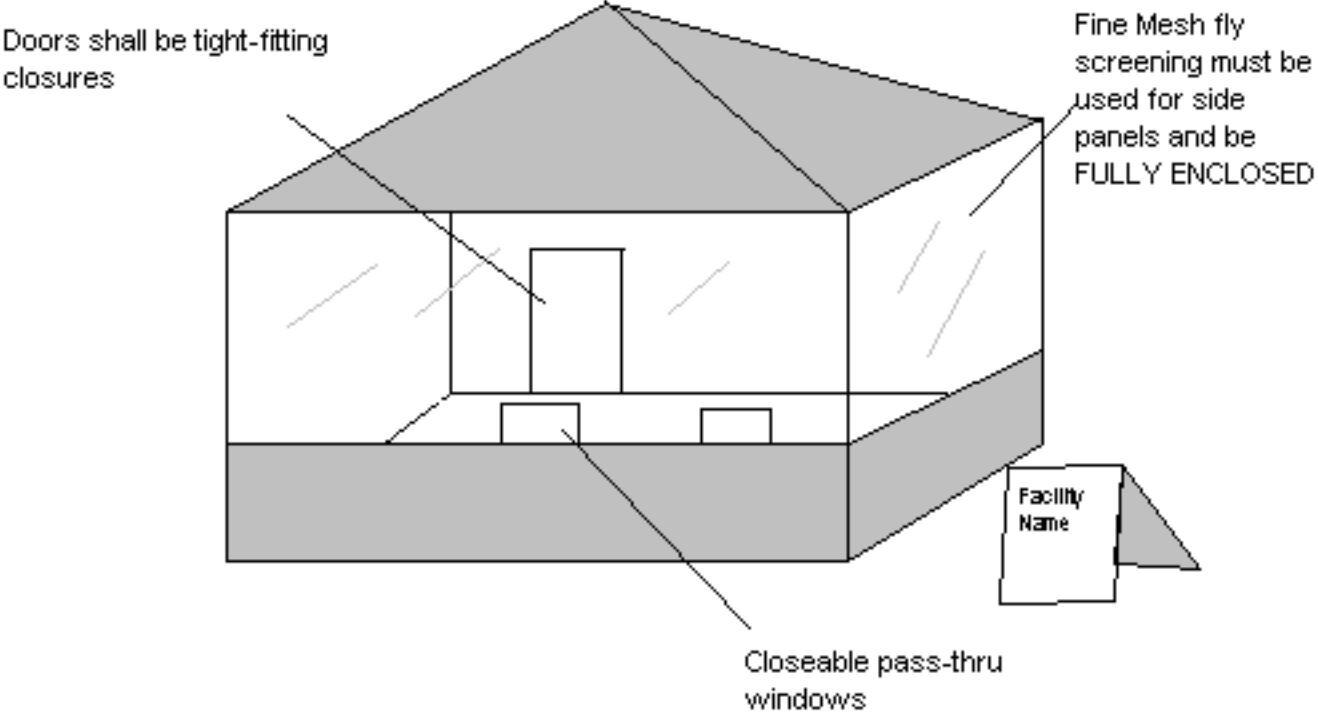 Doors shall be tight-fitting
closures
Fine Mesh fly
screening must be
used for side
panels and be
FULLY ENCLOSED
Facility
Name
Closeable pass-thru
windows